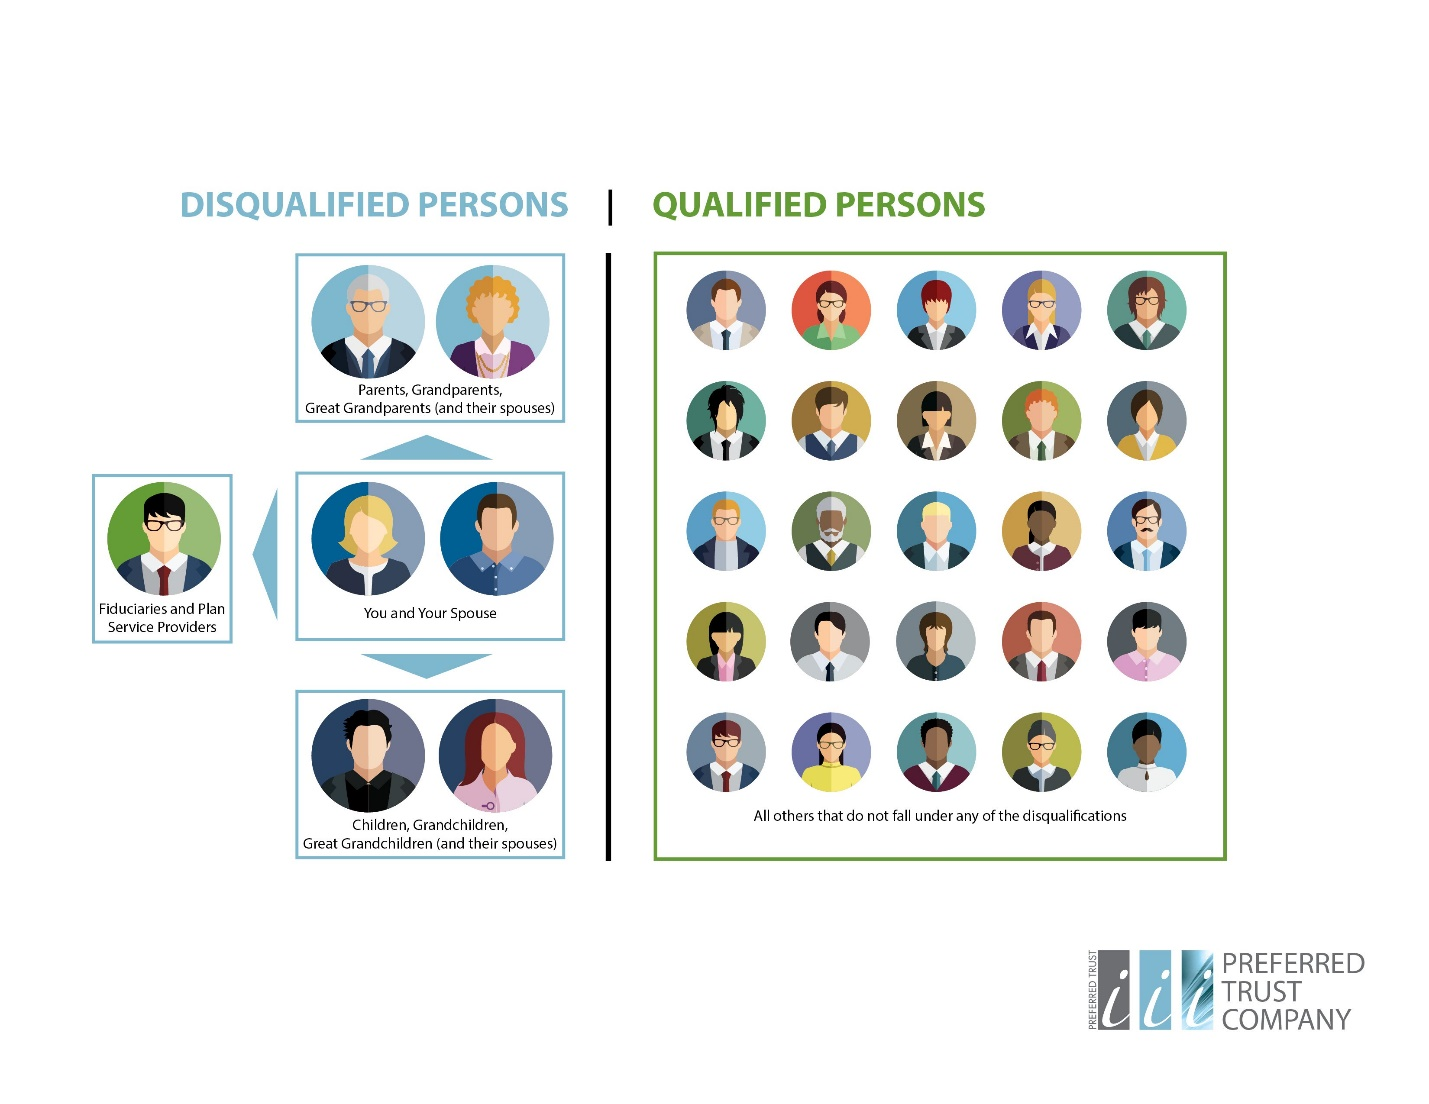 DISQUALIFIED PERSONS | QUALIFIED PERSONS
Parents, Grandparents,
Great Grandparents (and their spouses)
Fiduciaries and Plan
Service Providers
You and Your Spouse
Children, Grandchildren,
Great Grandchildren (and their spouses)
All others that do not fall under any of the disqualifications
PREFERRED TRUST
iii
PREFERRED
TRUST
COMPANY